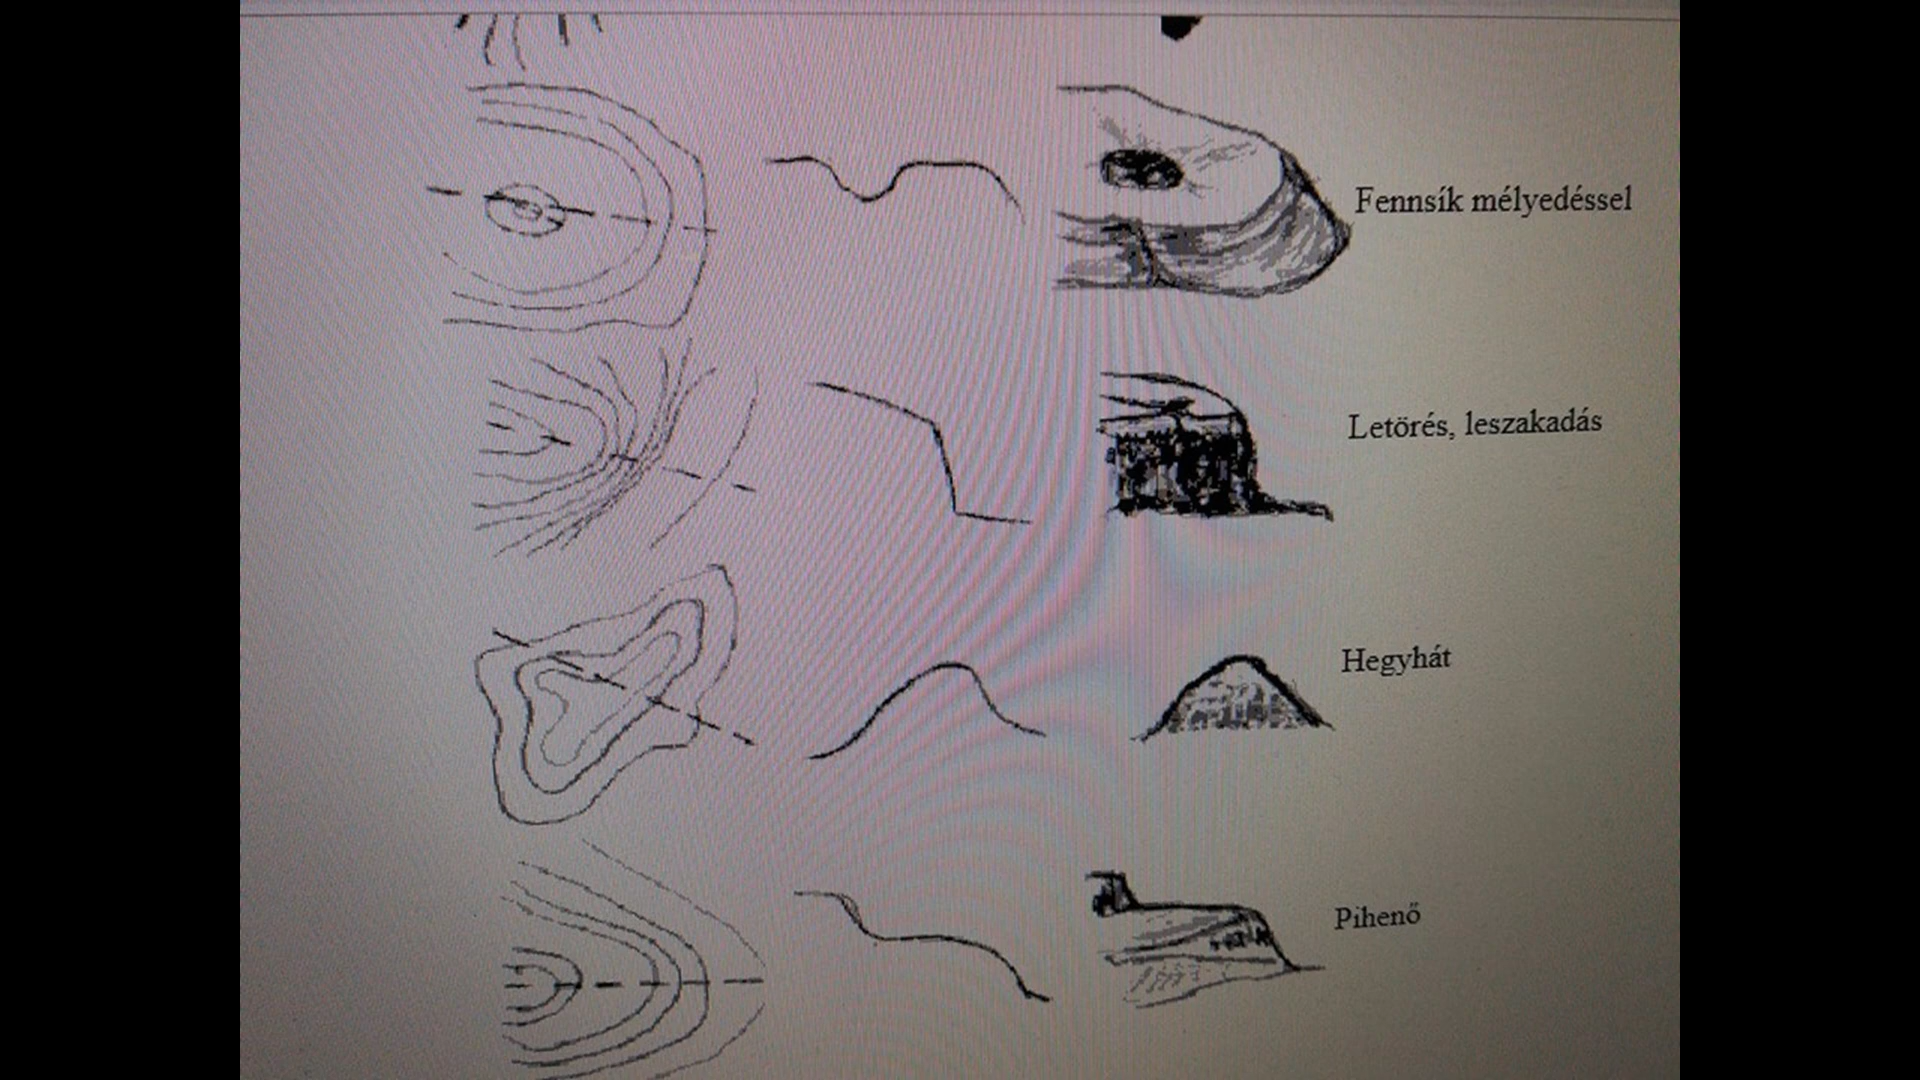 Fennsík mélyedéssel
Letörés, leszakadás
Hegyhát
Pihenő